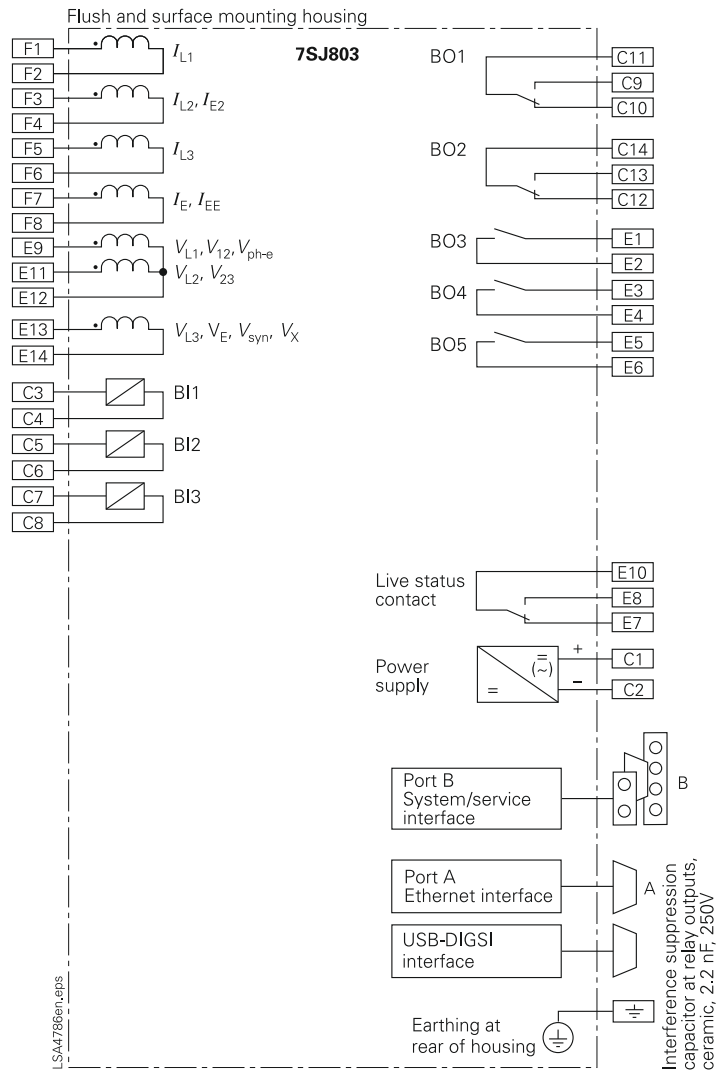 Flush and surface mounting housing
7SJ803
F1
F2
I_L1
F3
F4
I_L2, I_E2
F5
F6
I_L3
F7
F8
I_E, I_EE
E9
V_L1, V_12, V_ph-e
E11
V_L2, V_23
E12
E13
E14
V_L3, V_E, V_syn, V_X
C3
C4
BI1
C5
C6
BI2
C7
C8
BI3
BO1
C11
C9
C10
BO2
C14
C13
C12
BO3
E1
E2
BO4
E3
E4
BO5
E5
E6
Live status
contact
E10
E8
E7
Power
supply
=
(~)
=
+
–
C1
C2
Port B
System/service
interface
B
Port A
Ethernet interface
A
USB-DIGSI
interface
Earthing at
rear of housing
Interference suppression
capacitor at relay outputs,
ceramic, 2.2 nF, 250V
LSA4786en.eps